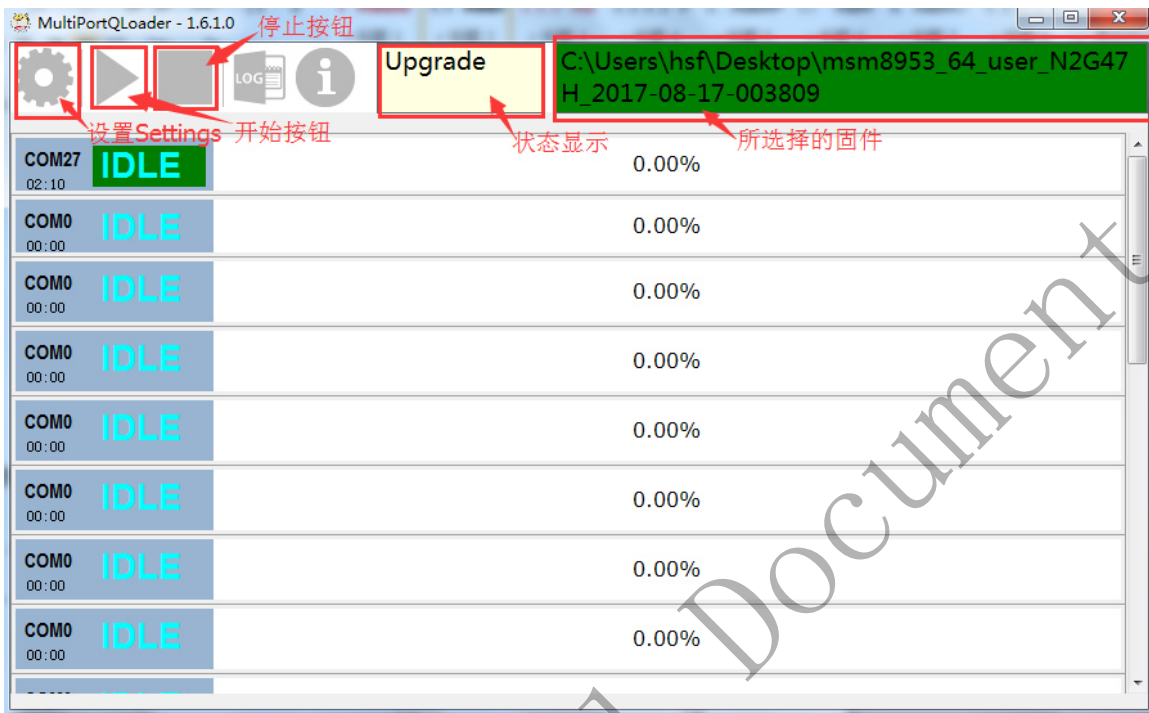 MultiPortQLoader - 1.6.1.0
停止按钮
LOG
Upgrade
C:\Users\hsf\Desktop\msm8953_64_user_N2G47
H_2017-08-17-003809
设置Settings
开始按钮
状态显示
所选择的固件
COM27
IDLE
02:10
0.00%
COM0
IDLE
00:00
0.00%
COM0
IDLE
00:00
0.00%
COM0
IDLE
00:00
0.00%
COM0
IDLE
00:00
0.00%
COM0
IDLE
00:00
0.00%
COM0
IDLE
00:00
0.00%
COM0
IDLE
00:00
0.00%
Document